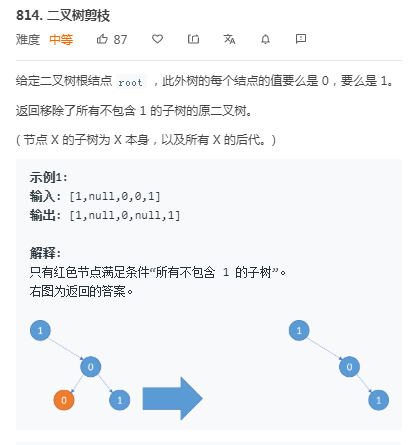 814. 二叉树剪枝
难度 中等 87
给定二叉树根结点 root ，此外树的每个结点的值要么是 0，要么是 1。
返回移除了所有不包含 1 的子树的原二叉树。
( 节点 X 的子树为 X 本身，以及所有 X 的后代。)
示例1:
输入: [1,null,0,0,1]
输出: [1,null,0,null,1]
解释:
只有红色节点满足条件“所有不包含 1 的子树”。
右图为返回的答案。
1 1
0 0
0 1 1